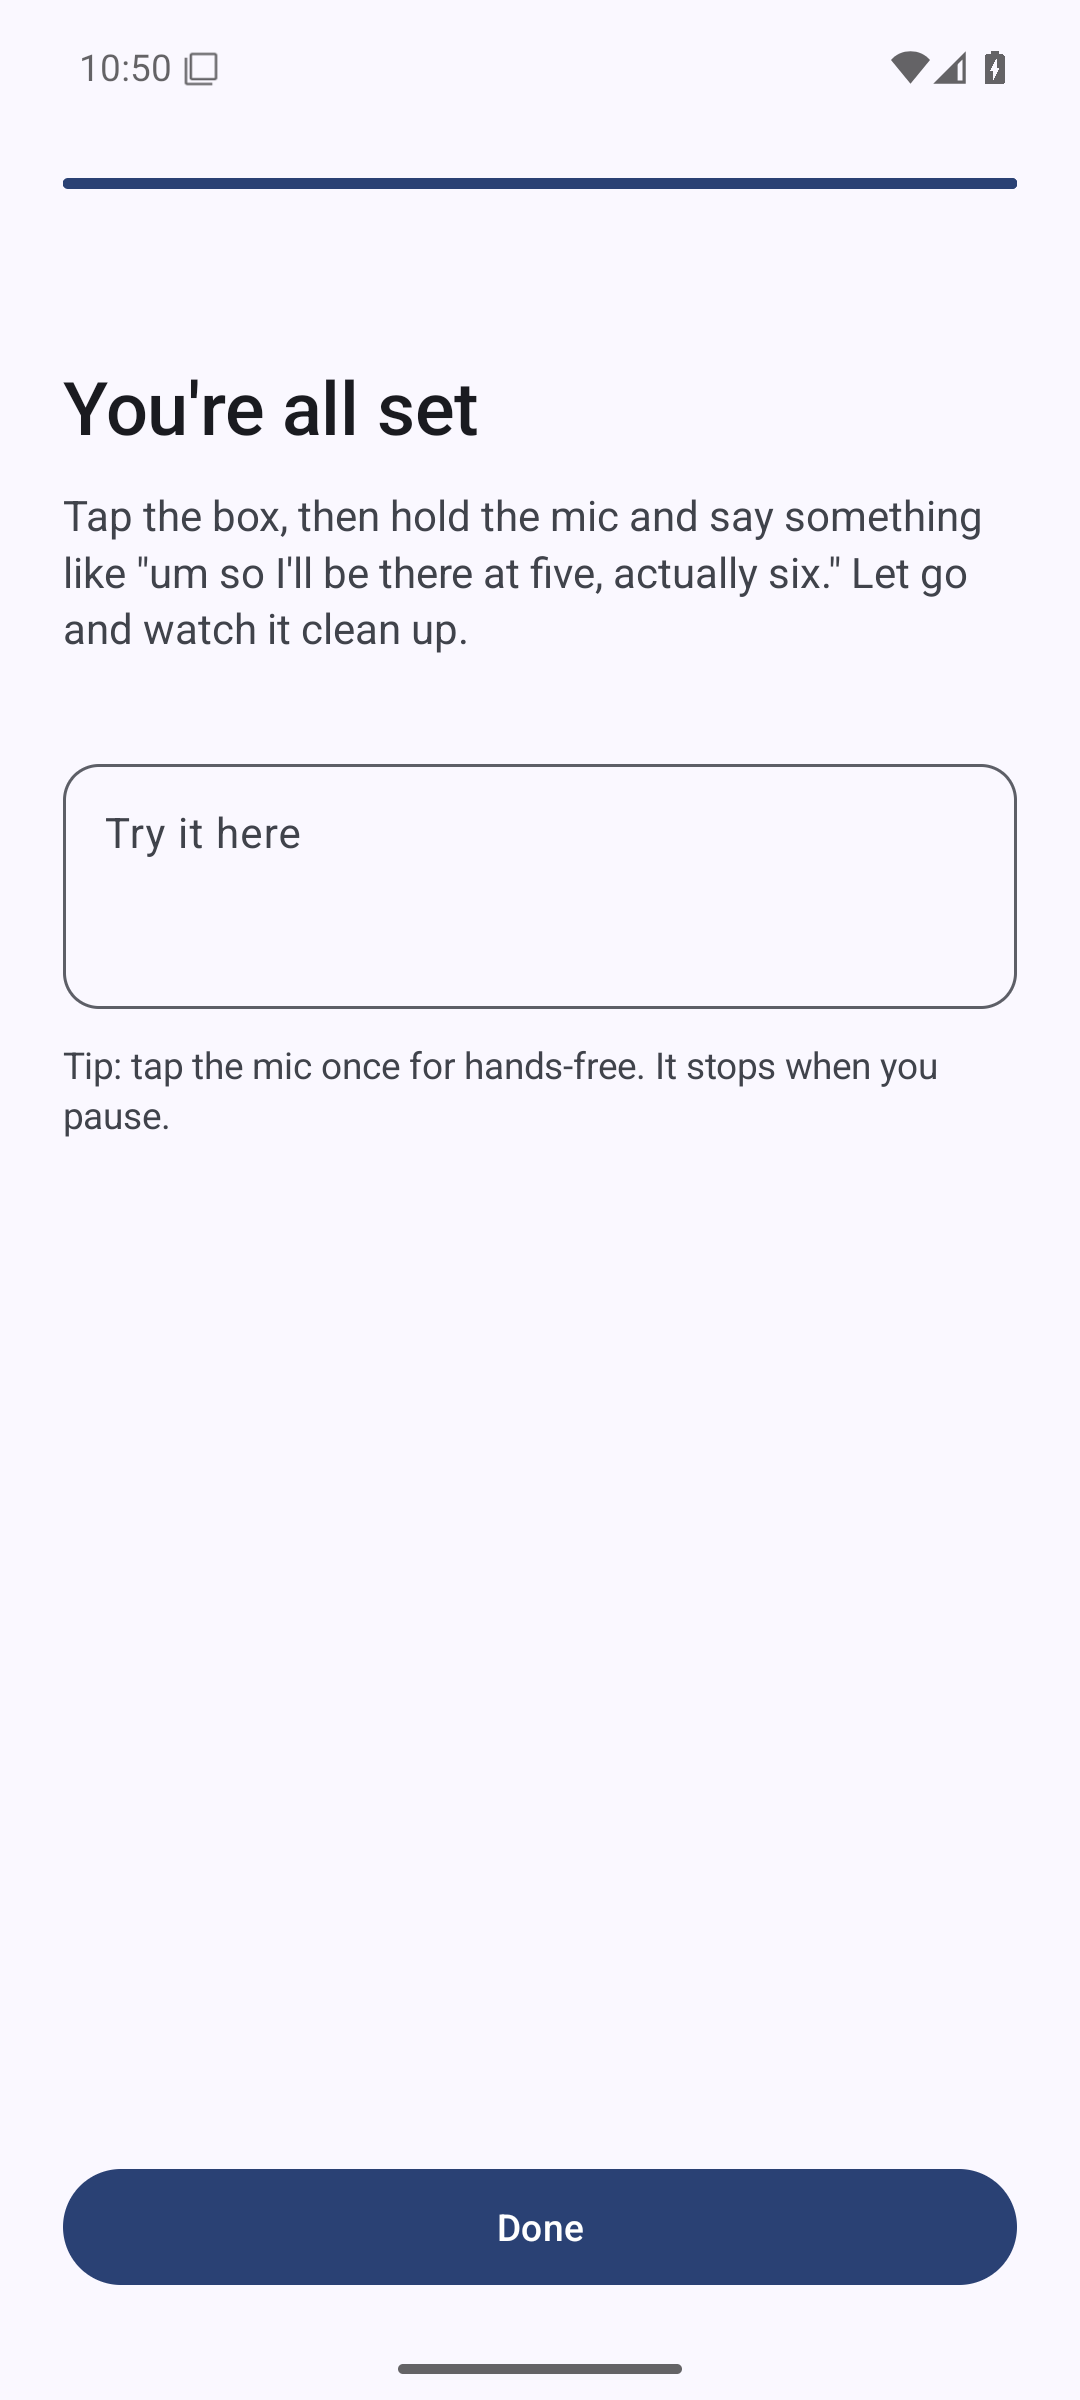 10:50
You're all set
Tap the box, then hold the mic and say something
like "um so I'll be there at five, actually six." Let go
and watch it clean up.
Try it here
Tip: tap the mic once for hands-free. It stops when you
pause.
Done